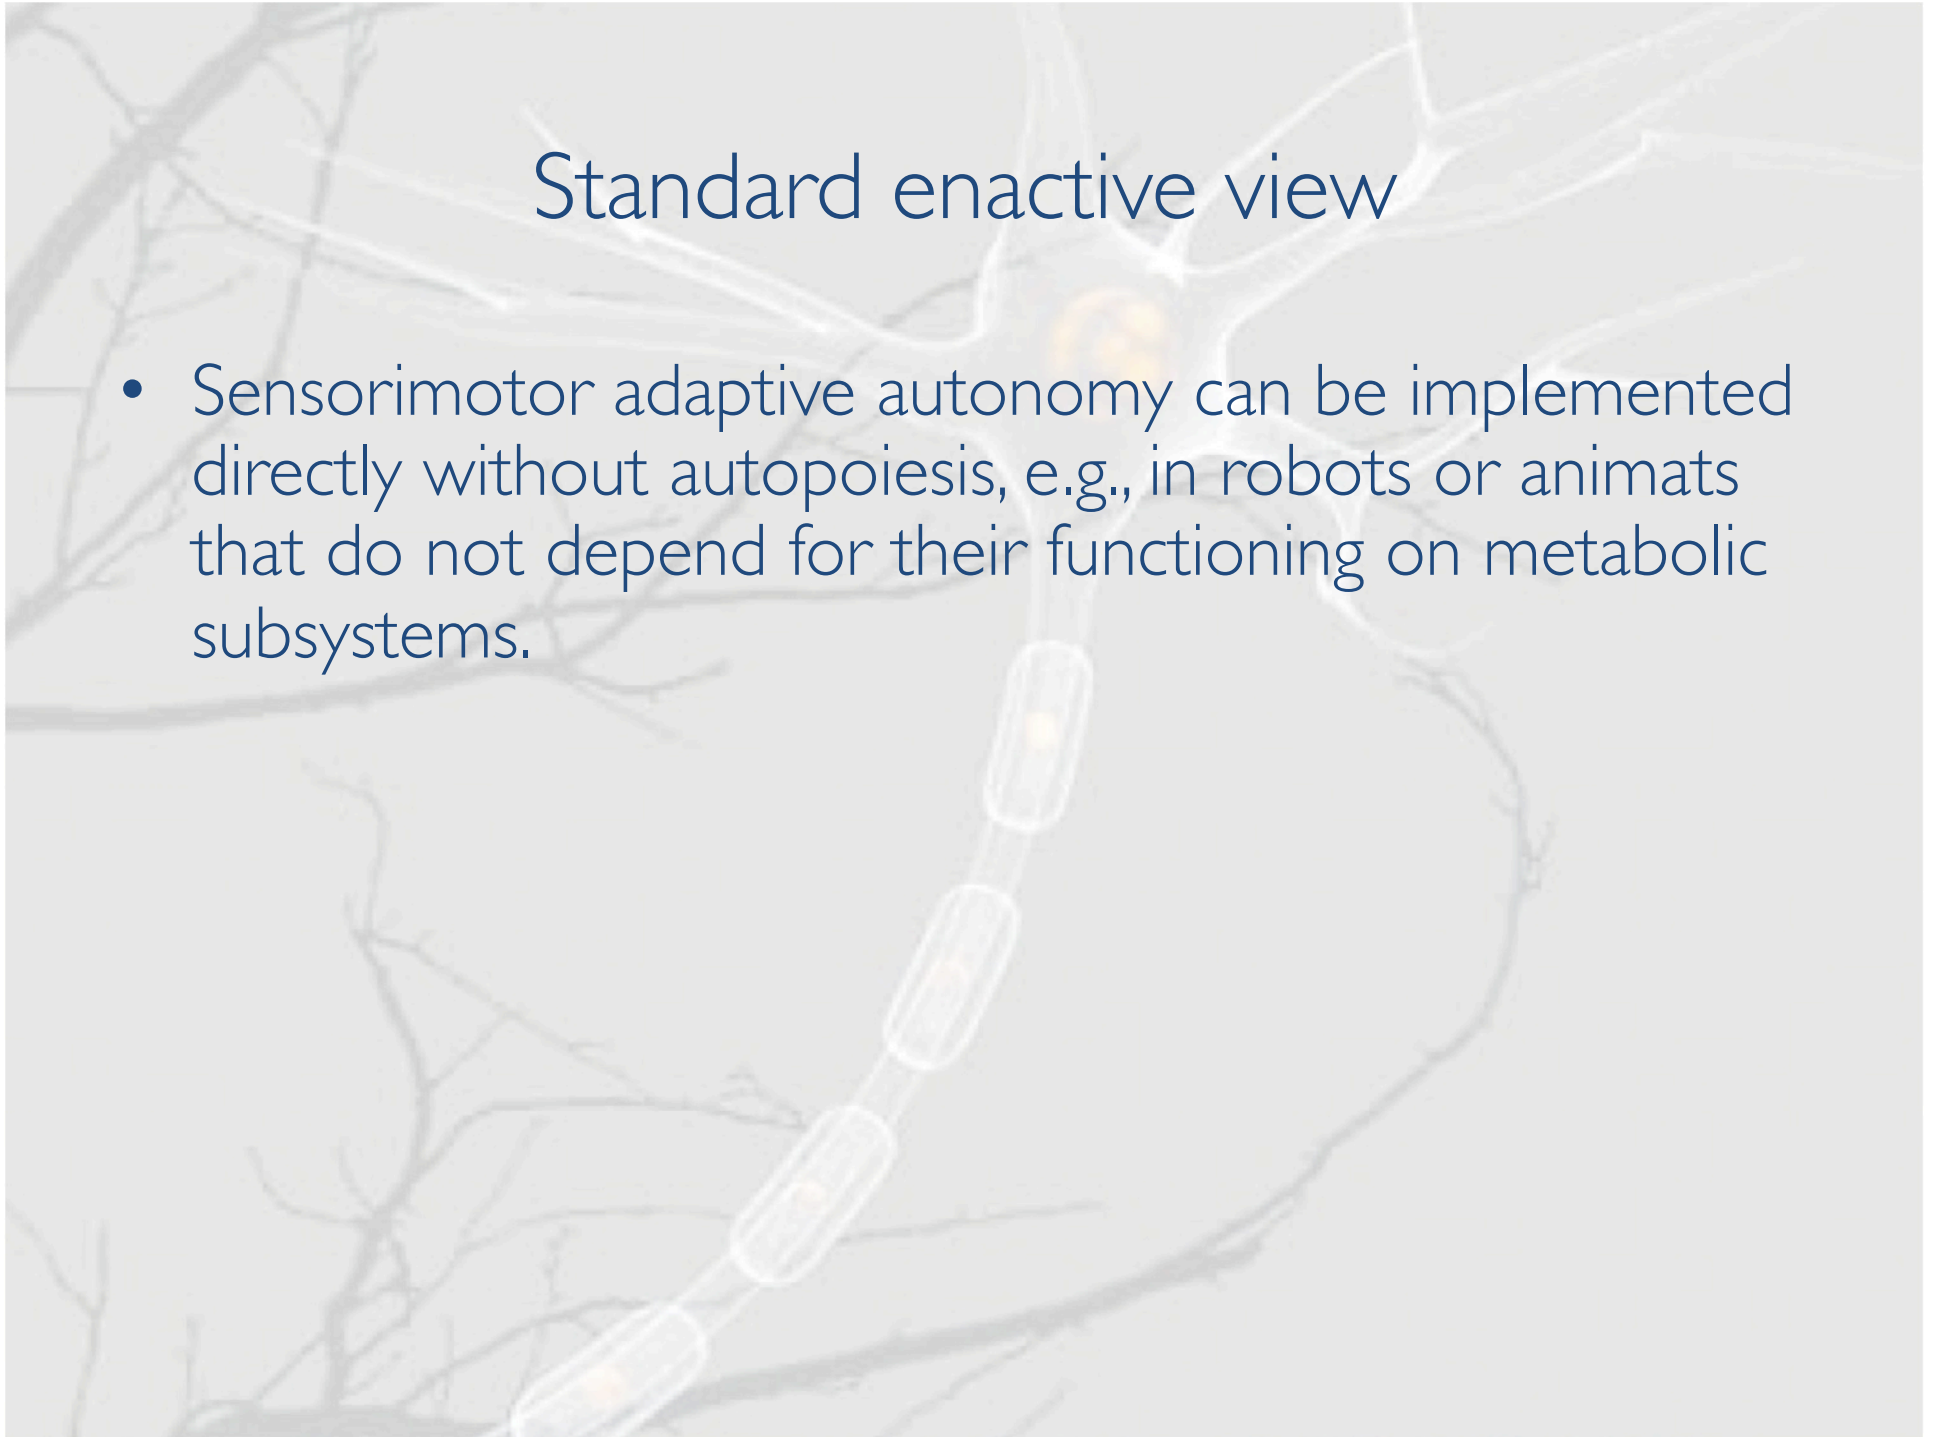 Standard enactive view
• Sensorimotor adaptive autonomy can be implemented
directly without autopoiesis, e.g., in robots or animats
that do not depend for their functioning on metabolic
subsystems.